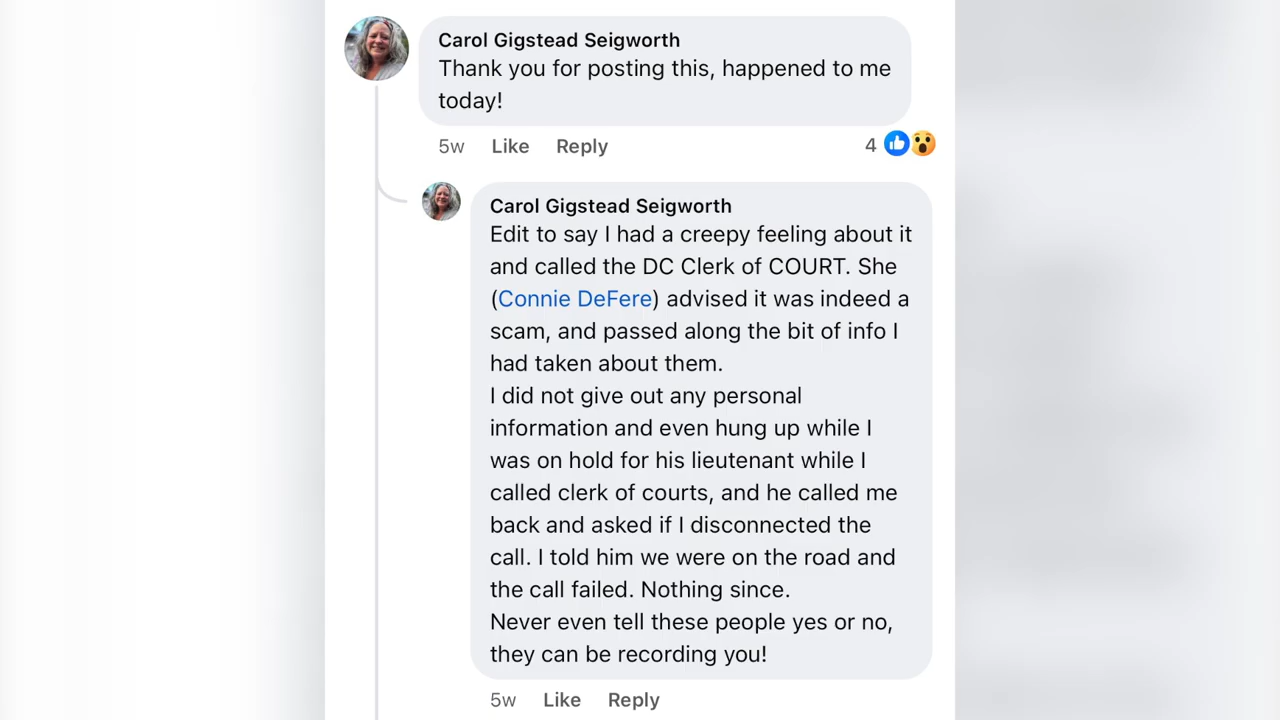 Carol Gigstead Seigworth
Thank you for posting this, happened to me
today!
5w Like Reply 4
Carol Gigstead Seigworth
Edit to say I had a creepy feeling about it
and called the DC Clerk of COURT. She
(Connie DeFere) advised it was indeed a
scam, and passed along the bit of info I
had taken about them.
I did not give out any personal
information and even hung up while I
was on hold for his lieutenant while I
called clerk of courts, and he called me
back and asked if I disconnected the
call. I told him we were on the road and
the call failed. Nothing since.
Never even tell these people yes or no,
they can be recording you!
5w Like Reply